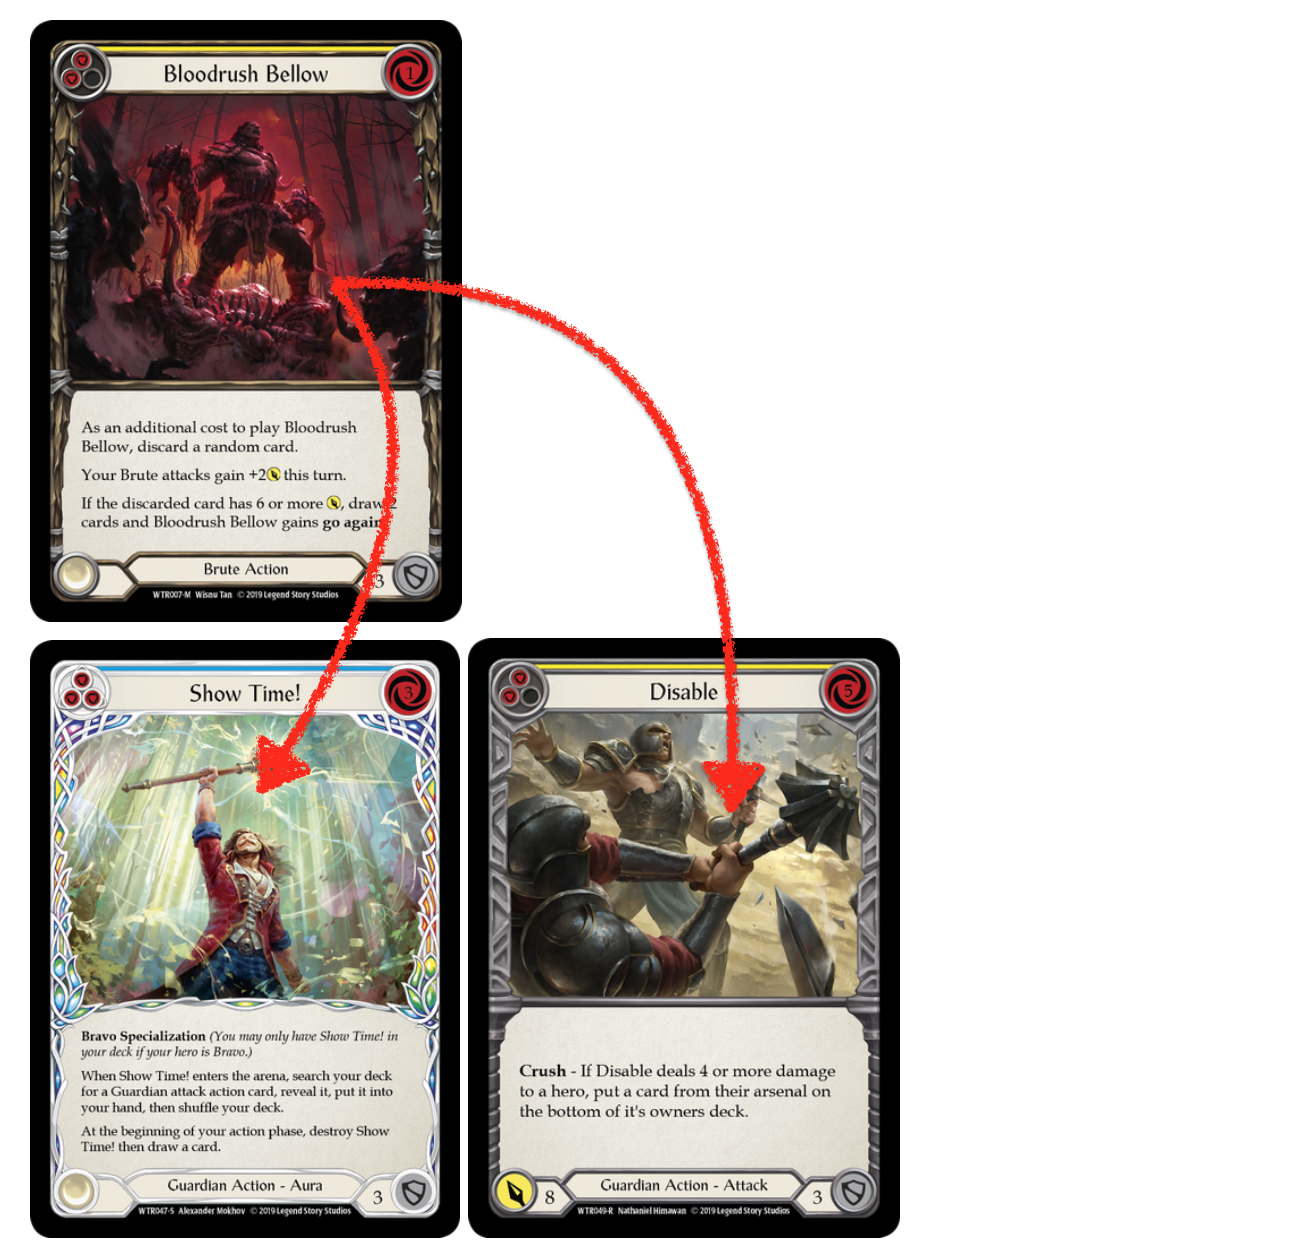 Bloodrush Bellow
1
As an additional cost to play Bloodrush
Bellow, discard a random card.
Your Brute attacks gain +2 this turn.
If the discarded card has 6 or more , draw 2
cards and Bloodrush Bellow gains go again
Brute Action
3
WTR007-M Wisnu Tan © 2019 Legend Story Studios
Show Time!
3
Bravo Specialization (You may only have Show Time! in
your deck if your hero is Bravo.)
When Show Time! enters the arena, search your deck
for a Guardian attack action card, reveal it, put it into
your hand, then shuffle your deck.
At the beginning of your action phase, destroy Show
Time! then draw a card.
Guardian Action - Aura
3
WTR047-S Alexander Mokhov © 2019 Legend Story Studios
Disable
5
Crush - If Disable deals 4 or more damage
to a hero, put a card from their arsenal on
the bottom of it's owners deck.
8
Guardian Action - Attack
3
WTR049-R Nathaniel Himawan © 2019 Legend Story Studios